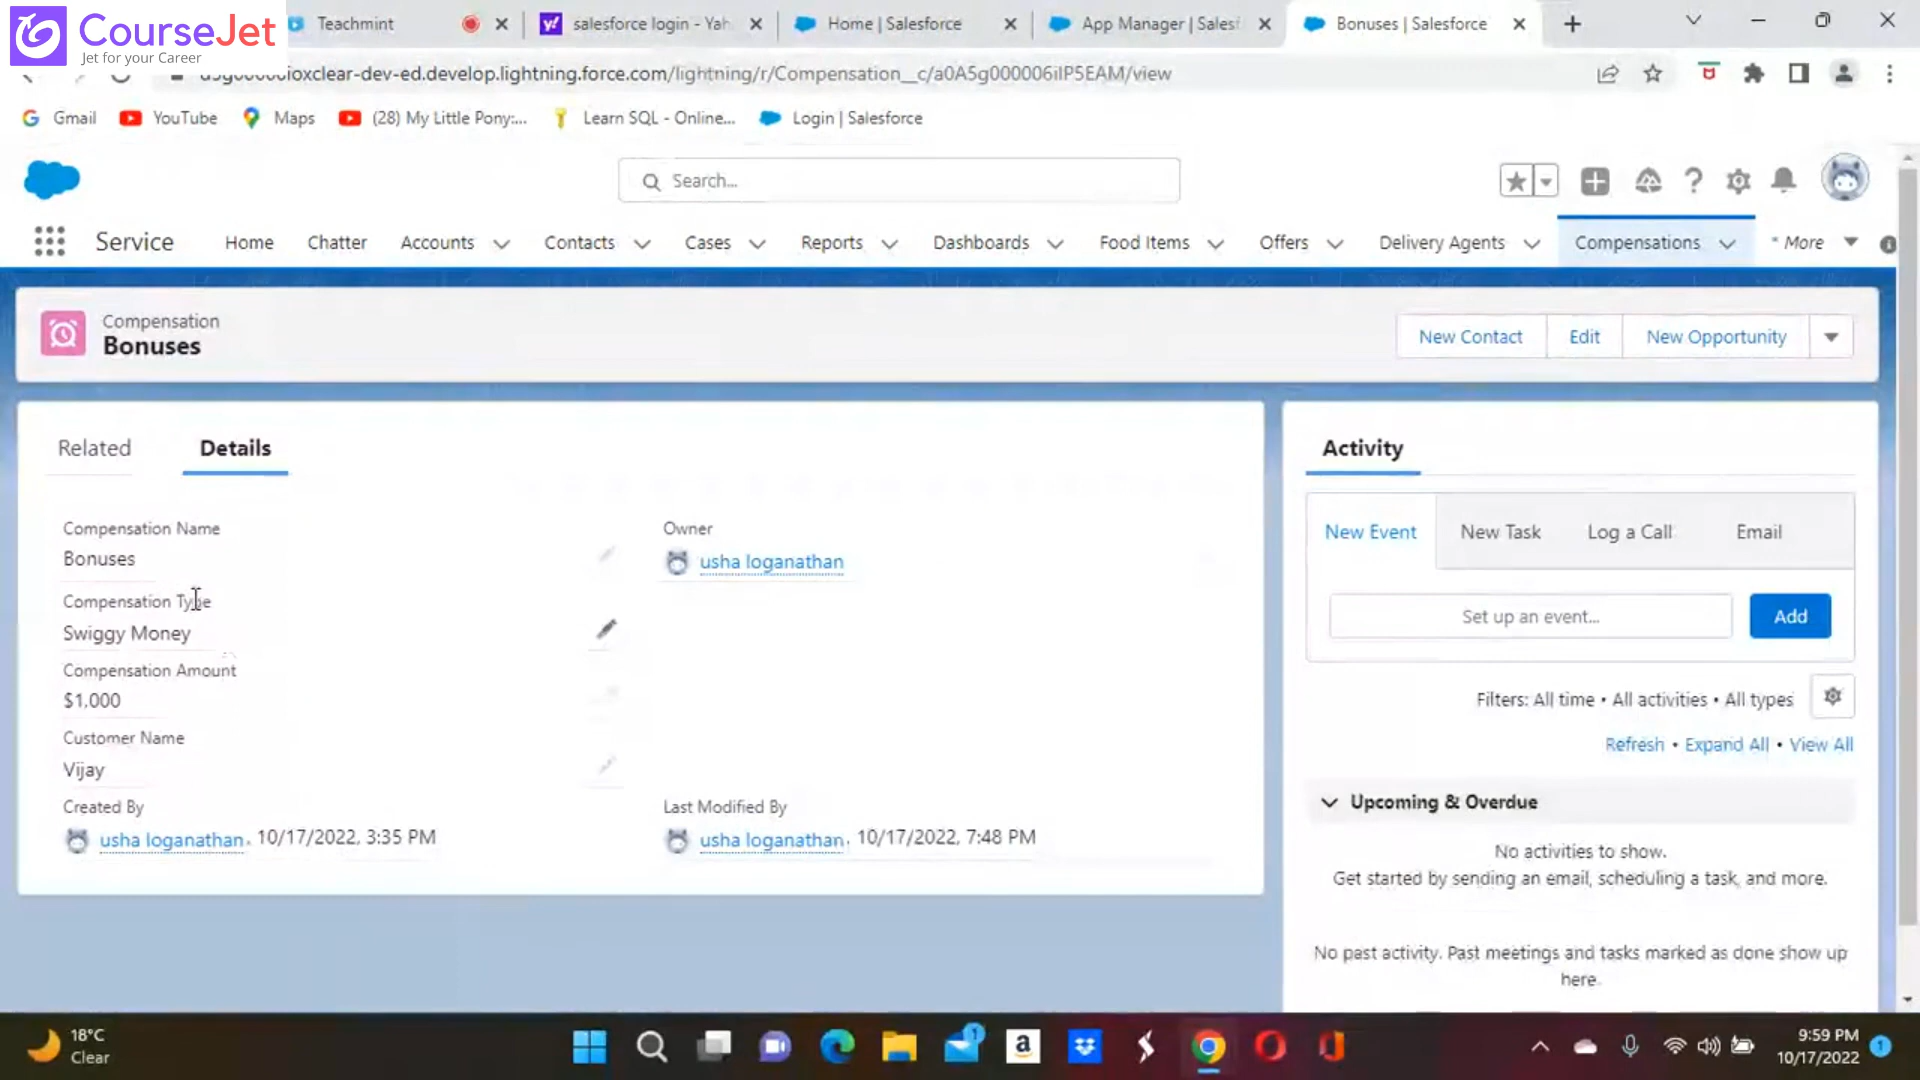 CourseJet
Jet for your Career
Teachmint
salesforce login - Yah
Home | Salesforce
App Manager | Salesf
Bonuses | Salesforce
ioxclear-dev-ed.develop.lightning.force.com/lightning/r/Compensation__c/a0A5g000006iIP5EAM/view
Gmail
YouTube
Maps
(28) My Little Pony:...
Learn SQL - Online...
Login | Salesforce
Search...
Service
Home
Chatter
Accounts
Contacts
Cases
Reports
Dashboards
Food Items
Offers
Delivery Agents
Compensations
* More
Compensation
Bonuses
New Contact
Edit
New Opportunity
Related
Details
Compensation Name
Bonuses
Owner
usha loganathan
Compensation Type
Swiggy Money
Compensation Amount
$1,000
Customer Name
Vijay
Created By
usha loganathan, 10/17/2022, 3:35 PM
Last Modified By
usha loganathan, 10/17/2022, 7:48 PM
Activity
New Event
New Task
Log a Call
Email
Set up an event...
Add
Filters: All time • All activities • All types
Refresh • Expand All • View All
Upcoming & Overdue
No activities to show.
Get started by sending an email, scheduling a task, and more.
No past activity. Past meetings and tasks marked as done show up
here.
18°C
Clear
9:59 PM
10/17/2022